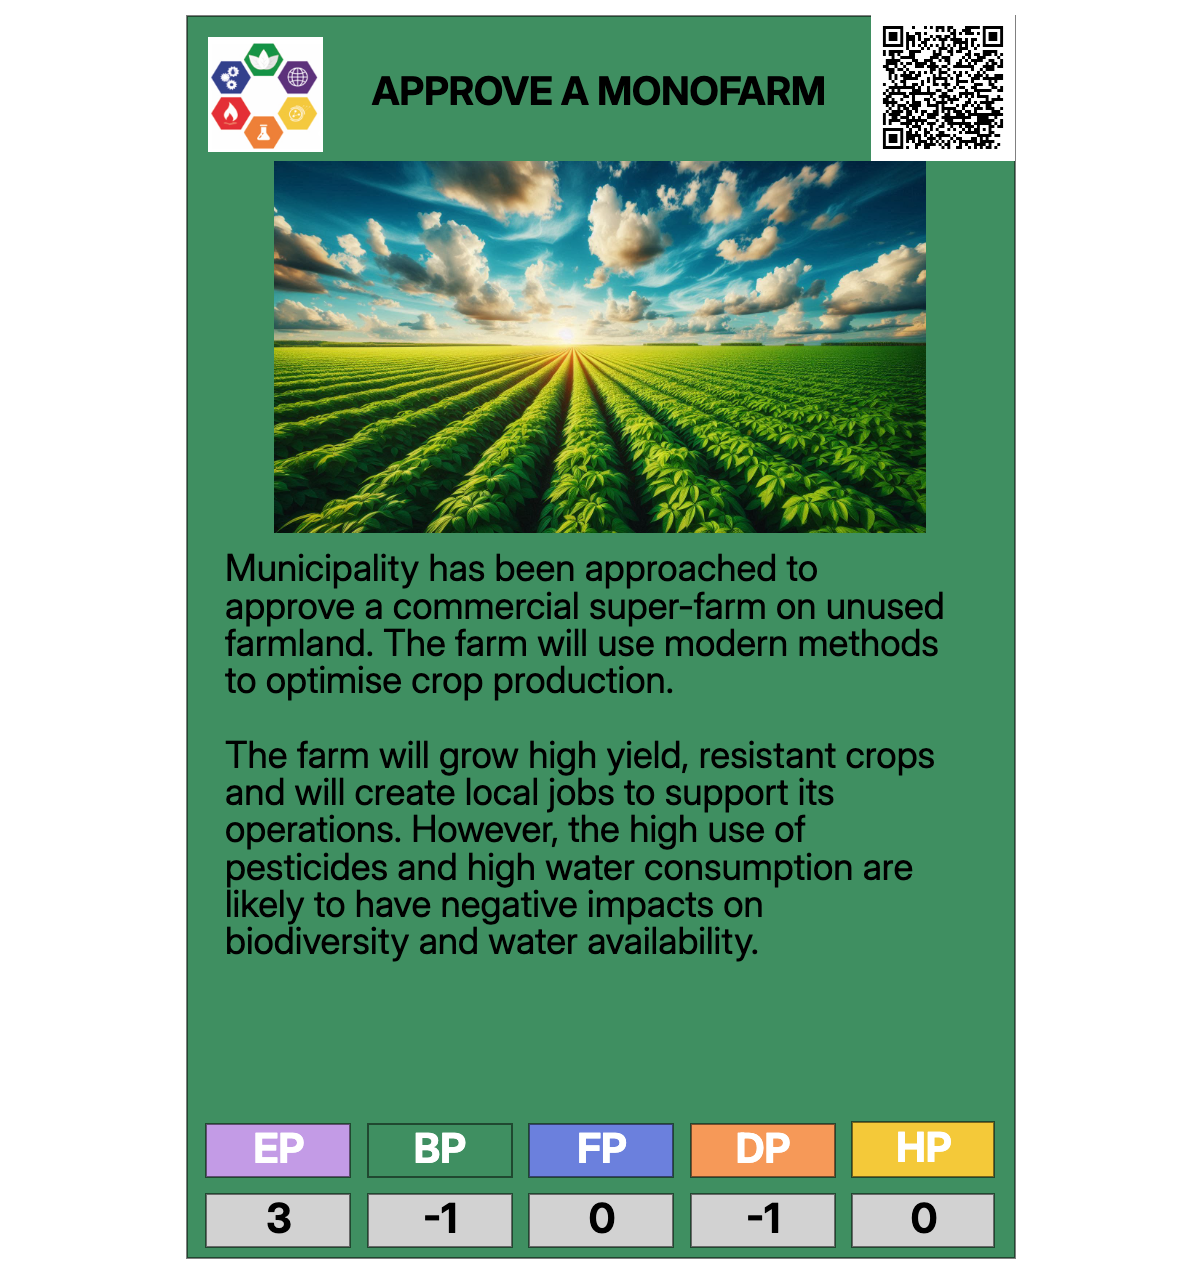 APPROVE A MONOFARM
Municipality has been approached to
approve a commercial super-farm on unused
farmland. The farm will use modern methods
to optimise crop production.
The farm will grow high yield, resistant crops
and will create local jobs to support its
operations. However, the high use of
pesticides and high water consumption are
likely to have negative impacts on
biodiversity and water availability.
EP BP FP DP HP
3 -1 0 -1 0